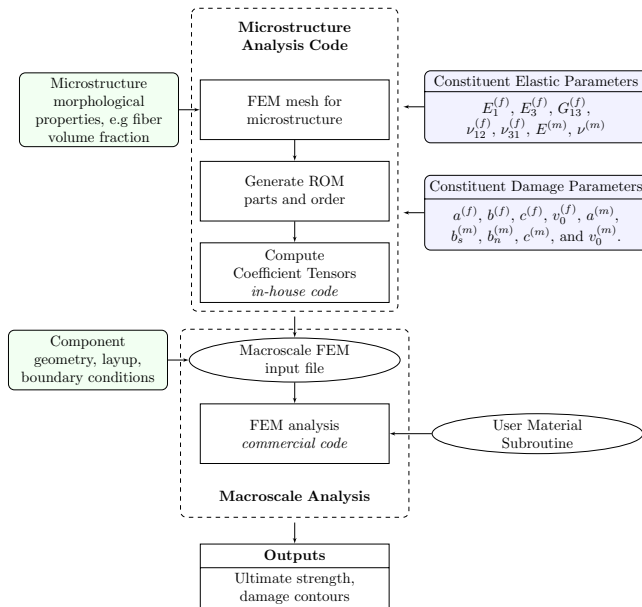 Microstructure
Analysis Code
Microstructure
morphological
properties, e.g fiber
volume fraction
FEM mesh for
microstructure
Constituent Elastic Parameters
E_1^{(f)}, E_3^{(f)}, G_{13}^{(f)},
ν_{12}^{(f)}, ν_{31}^{(f)}, E^{(m)}, ν^{(m)}
Generate ROM
parts and order
Constituent Damage Parameters
a^{(f)}, b^{(f)}, c^{(f)}, v_0^{(f)}, a^{(m)},
b_s^{(m)}, b_n^{(m)}, c^{(m)}, and v_0^{(m)}.
Compute
Coefficient Tensors
in-house code
Component
geometry, layup,
boundary conditions
Macroscale FEM
input file
FEM analysis
commercial code
User Material
Subroutine
Macroscale Analysis
Outputs
Ultimate strength,
damage contours